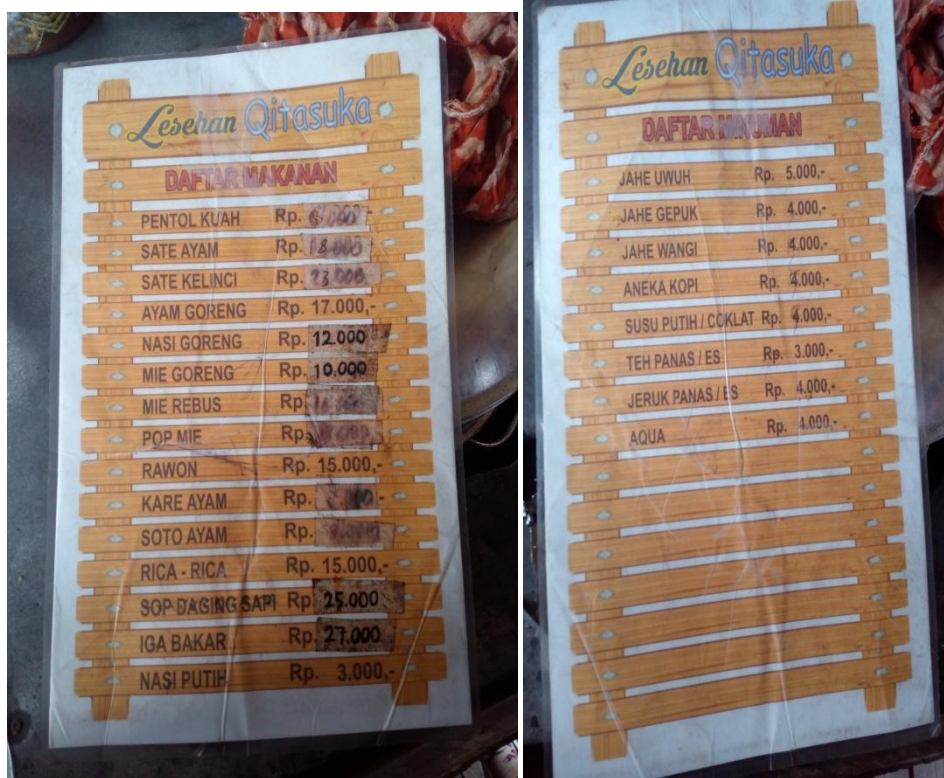 Lesehan Qitasuka
DAFTAR MAKANAN
PENTOL KUAH Rp.
SATE AYAM Rp. 18.000
SATE KELINCI Rp. 23.000
AYAM GORENG Rp. 17.000,-
NASI GORENG Rp. 12.000
MIE GORENG Rp. 10.000
MIE REBUS Rp
POP MIE Rp.
RAWON Rp. 15.000,-
KARE AYAM Rp.
SOTO AYAM Rp.
RICA - RICA Rp. 15.000,-
SOP DAGING SAPI Rp 25.000
IGA BAKAR Rp. 27.000
NASI PUTIH Rp. 3.000,-
Lesehan Qitasuka
DAFTAR MINUMAN
JAHE UWUH Rp. 5.000,-
JAHE GEPUK Rp. 4.000,-
JAHE WANGI Rp. 4.000,-
ANEKA KOPI Rp. 4.000,-
SUSU PUTIH / COKLAT Rp. 4.000,-
TEH PANAS / ES Rp. 3.000,-
JERUK PANAS / ES Rp. 4.000,-
AQUA Rp. 4.000,-